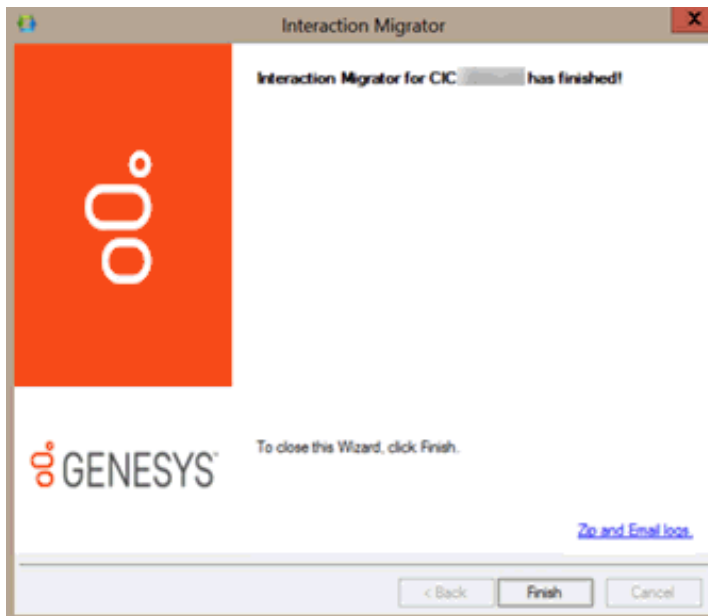 Interaction Migrator
X
Interaction Migrator for CIC has finished!
GENESYS™
To close this Wizard, click Finish.
Zip and Email logs.
< Back
Finish
Cancel